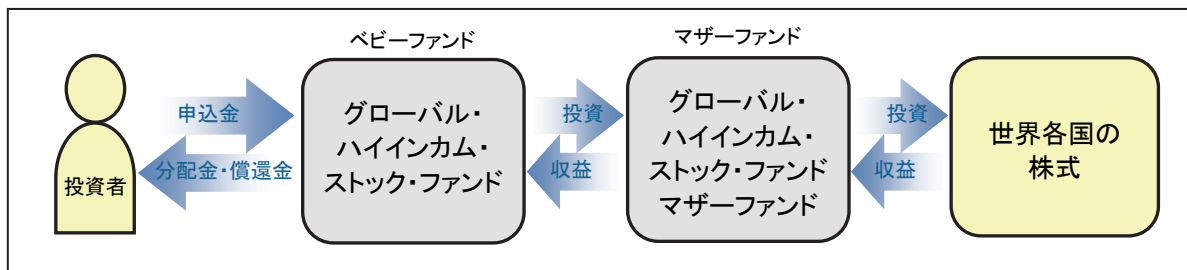 ベビーファンド
マザーファンド
投資者
申込金
分配金・償還金
グローバル・
ハイインカム・
ストック・ファンド
投資
収益
グローバル・
ハイインカム・
ストック・ファンド
マザーファンド
投資
収益
世界各国の
株式